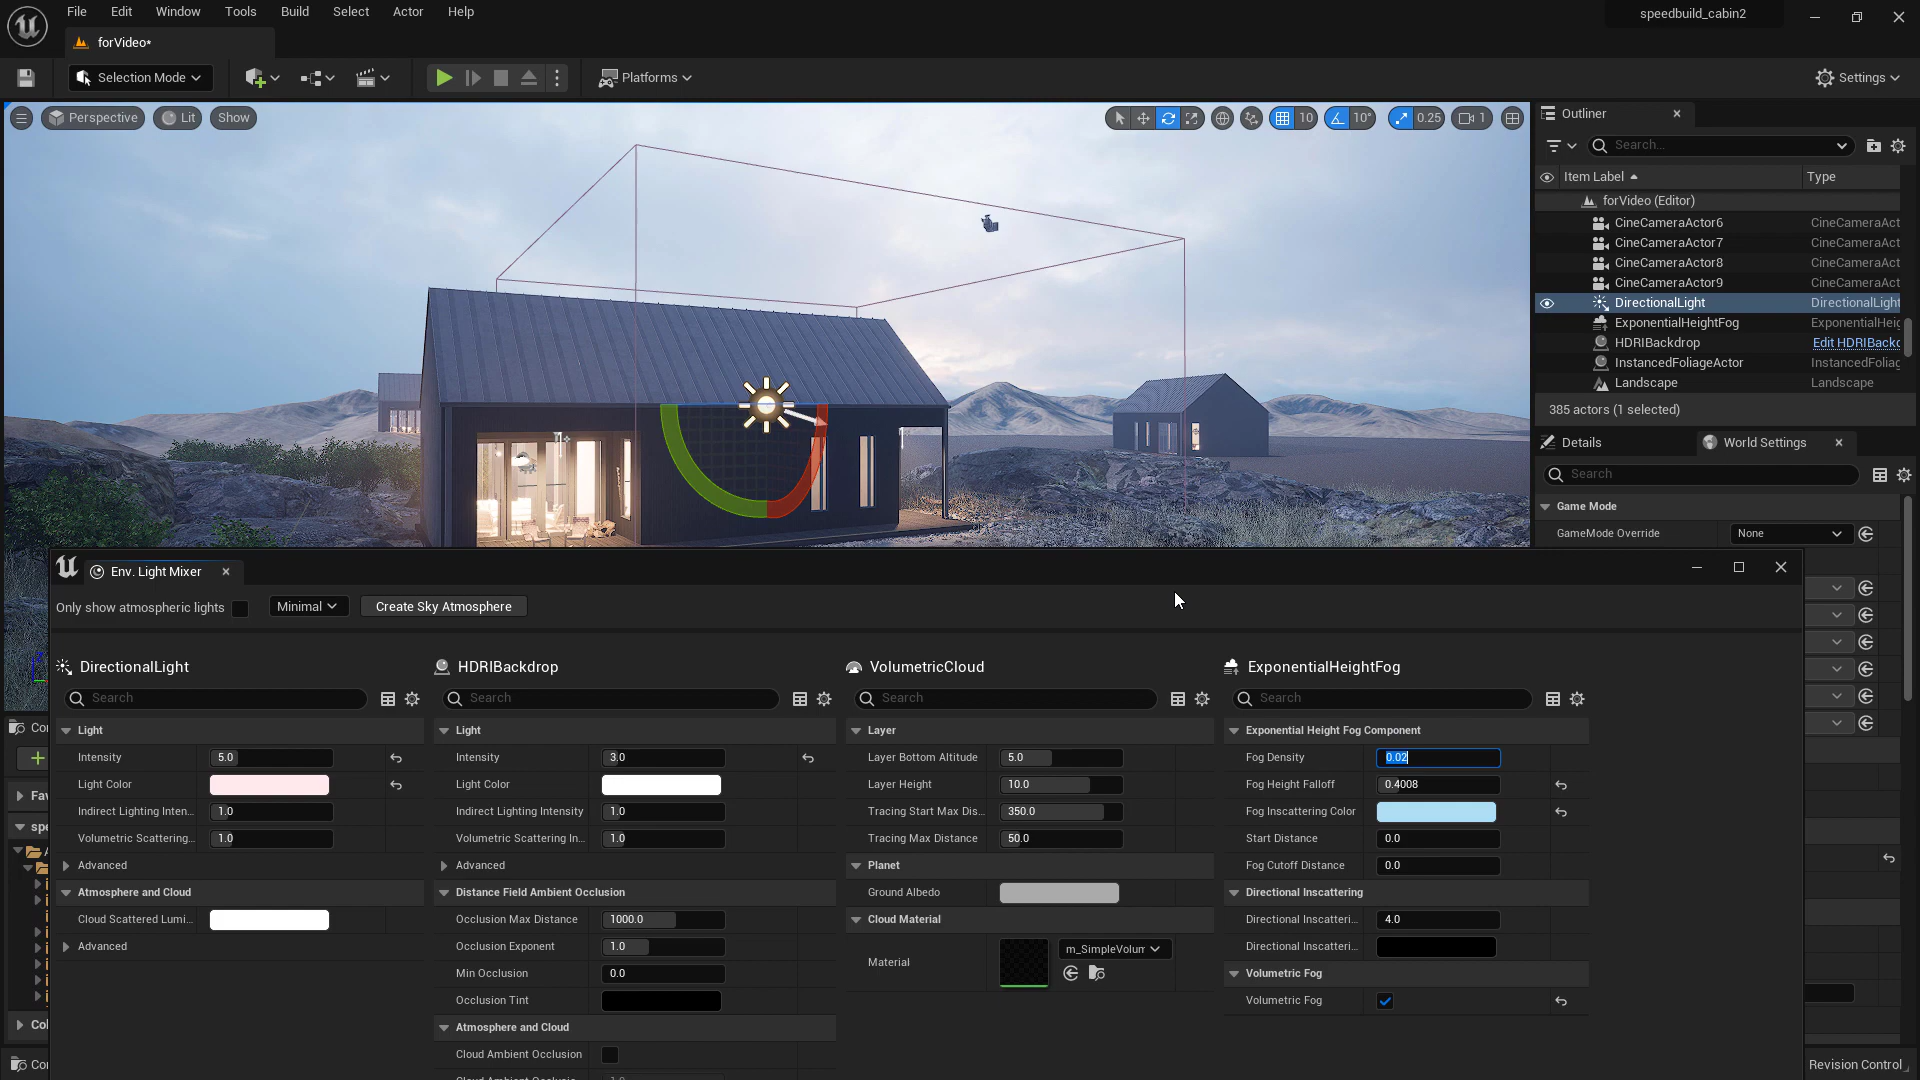 File Edit Window Tools Build Select Actor Help
speedbuild_cabin2
forVideo*
Selection Mode
Platforms
Settings
Perspective Lit Show
10 10° 0.25 1
Outliner
Search...
Item Label Type
forVideo (Editor)
CineCameraActor6 CineCameraAct
CineCameraActor7 CineCameraAct
CineCameraActor8 CineCameraAct
CineCameraActor9 CineCameraAct
DirectionalLight DirectionalLight
ExponentialHeightFog ExponentialHeig
HDRIBackdrop Edit HDRIBackd
InstancedFoliageActor InstancedFoliag
Landscape Landscape
385 actors (1 selected)
Details World Settings
Search
Game Mode
GameMode Override None
Env. Light Mixer
Only show atmospheric lights Minimal Create Sky Atmosphere
DirectionalLight
Search
Light
Intensity 5.0
Light Color
Indirect Lighting Inten... 1.0
Volumetric Scattering... 1.0
Advanced
Atmosphere and Cloud
Cloud Scattered Lumi...
Advanced
HDRIBackdrop
Search
Light
Intensity 3.0
Light Color
Indirect Lighting Intensity 1.0
Volumetric Scattering In... 1.0
Advanced
Distance Field Ambient Occlusion
Occlusion Max Distance 1000.0
Occlusion Exponent 1.0
Min Occlusion 0.0
Occlusion Tint
Atmosphere and Cloud
Cloud Ambient Occlusion
VolumetricCloud
Search
Layer
Layer Bottom Altitude 5.0
Layer Height 10.0
Tracing Start Max Dis... 350.0
Tracing Max Distance 50.0
Planet
Ground Albedo
Cloud Material
Material m_SimpleVolum
ExponentialHeightFog
Search
Exponential Height Fog Component
Fog Density 0.02
Fog Height Falloff 0.4008
Fog Inscattering Color
Start Distance 0.0
Fog Cutoff Distance 0.0
Directional Inscattering
Directional Inscatteri... 4.0
Directional Inscatteri...
Volumetric Fog
Volumetric Fog
Con
Fav
spe
Col
Con
Revision Control